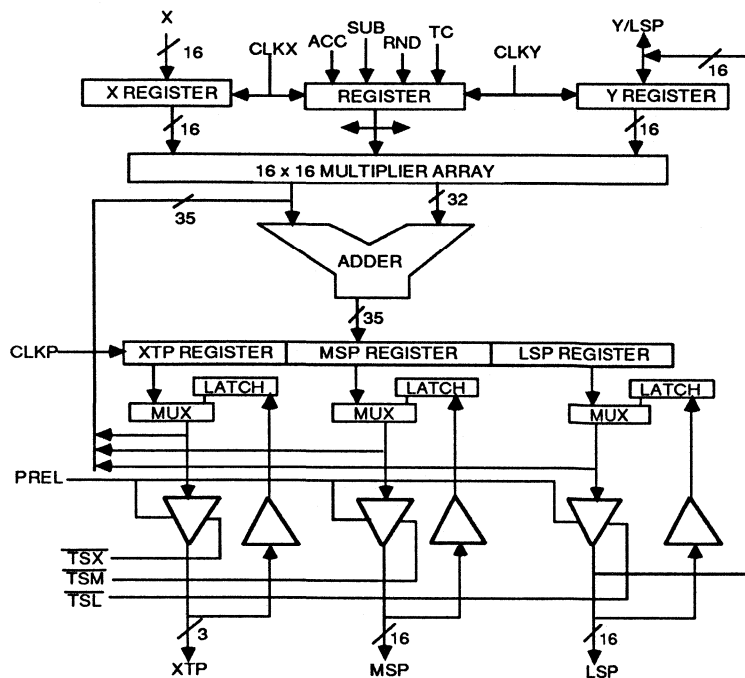 X
Y/LSP
SUB
ACC
RND
TC
CLKX
CLKY
16
16
X REGISTER
REGISTER
Y REGISTER
16
16
16 x 16 MULTIPLIER ARRAY
35
32
ADDER
35
CLKP
XTP REGISTER
MSP REGISTER
LSP REGISTER
LATCH
LATCH
LATCH
MUX
MUX
MUX
PREL
TSX
TSM
TSL
3
16
16
XTP
MSP
LSP